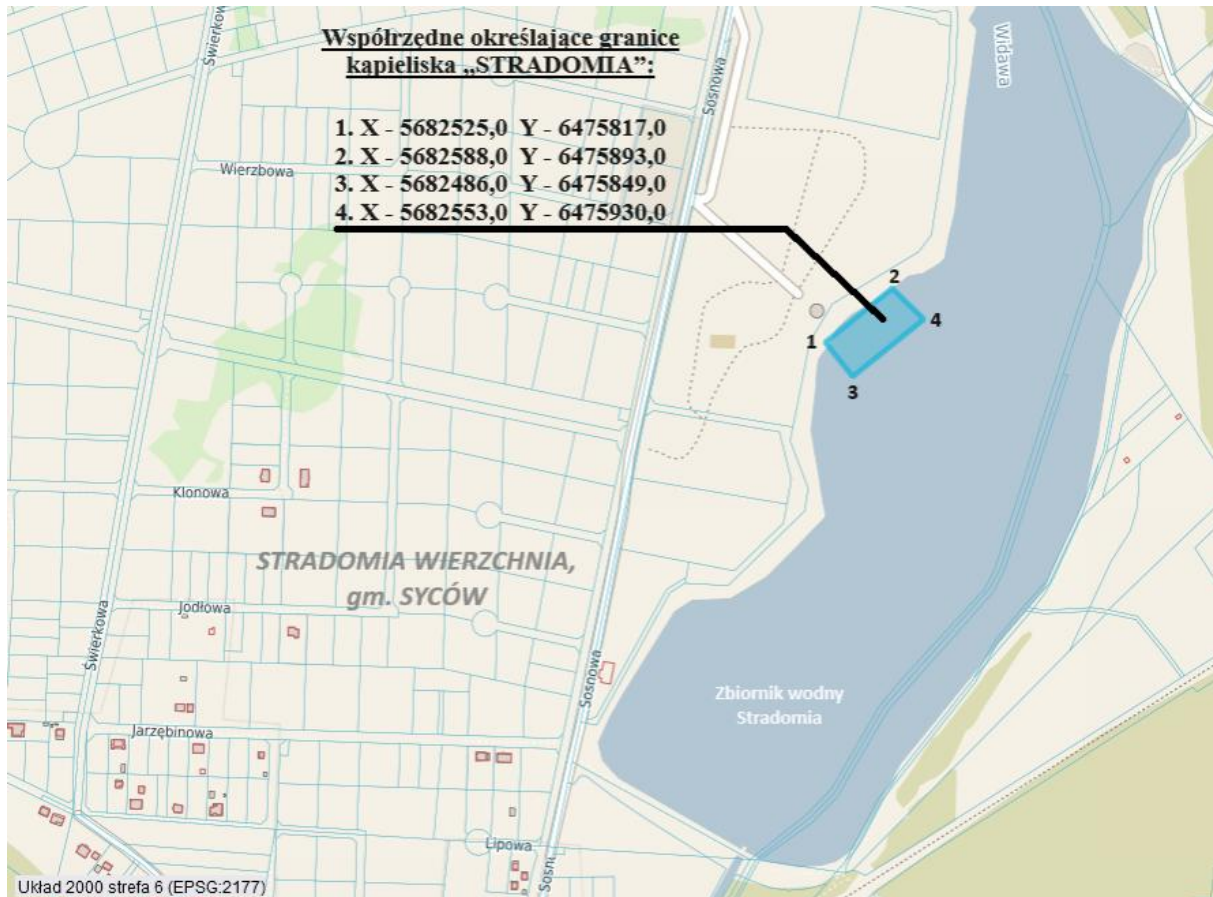 Świerkowa
Współrzędne określające granice
kąpieliska „STRADOMIA”:
1. X - 5682525,0 Y - 6475817,0
2. X - 5682588,0 Y - 6475893,0
3. X - 5682486,0 Y - 6475849,0
4. X - 5682553,0 Y - 6475930,0
Sosnowa
Widawa
Wierzbowa
2
1
4
3
Klonowa
STRADOMIA WIERZCHNIA,
gm. SYCÓW
Jodłowa
Świerkowa
Sosnowa
Zbiornik wodny
Stradomia
Jarzębinowa
Lipowa
Sosn
Układ 2000 strefa 6 (EPSG:2177)